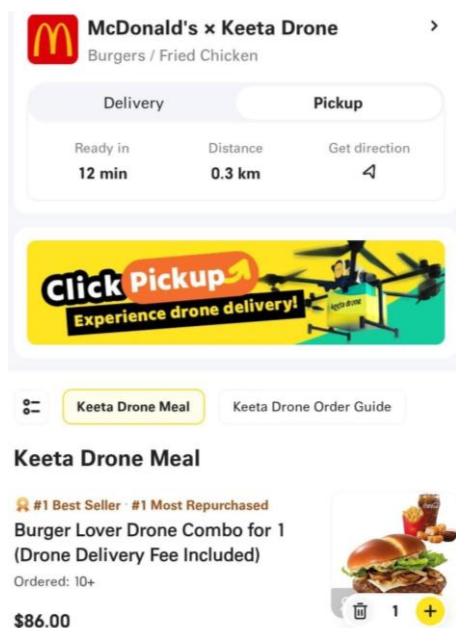 McDonald's × Keeta Drone
Burgers / Fried Chicken
Delivery
Pickup
Ready in
Distance
Get direction
12 min
0.3 km
Click Pickup
Experience drone delivery!
keeta drone
Keeta Drone Meal
Keeta Drone Order Guide
Keeta Drone Meal
#1 Best Seller · #1 Most Repurchased
Burger Lover Drone Combo for 1
(Drone Delivery Fee Included)
Ordered: 10+
$86.00
1